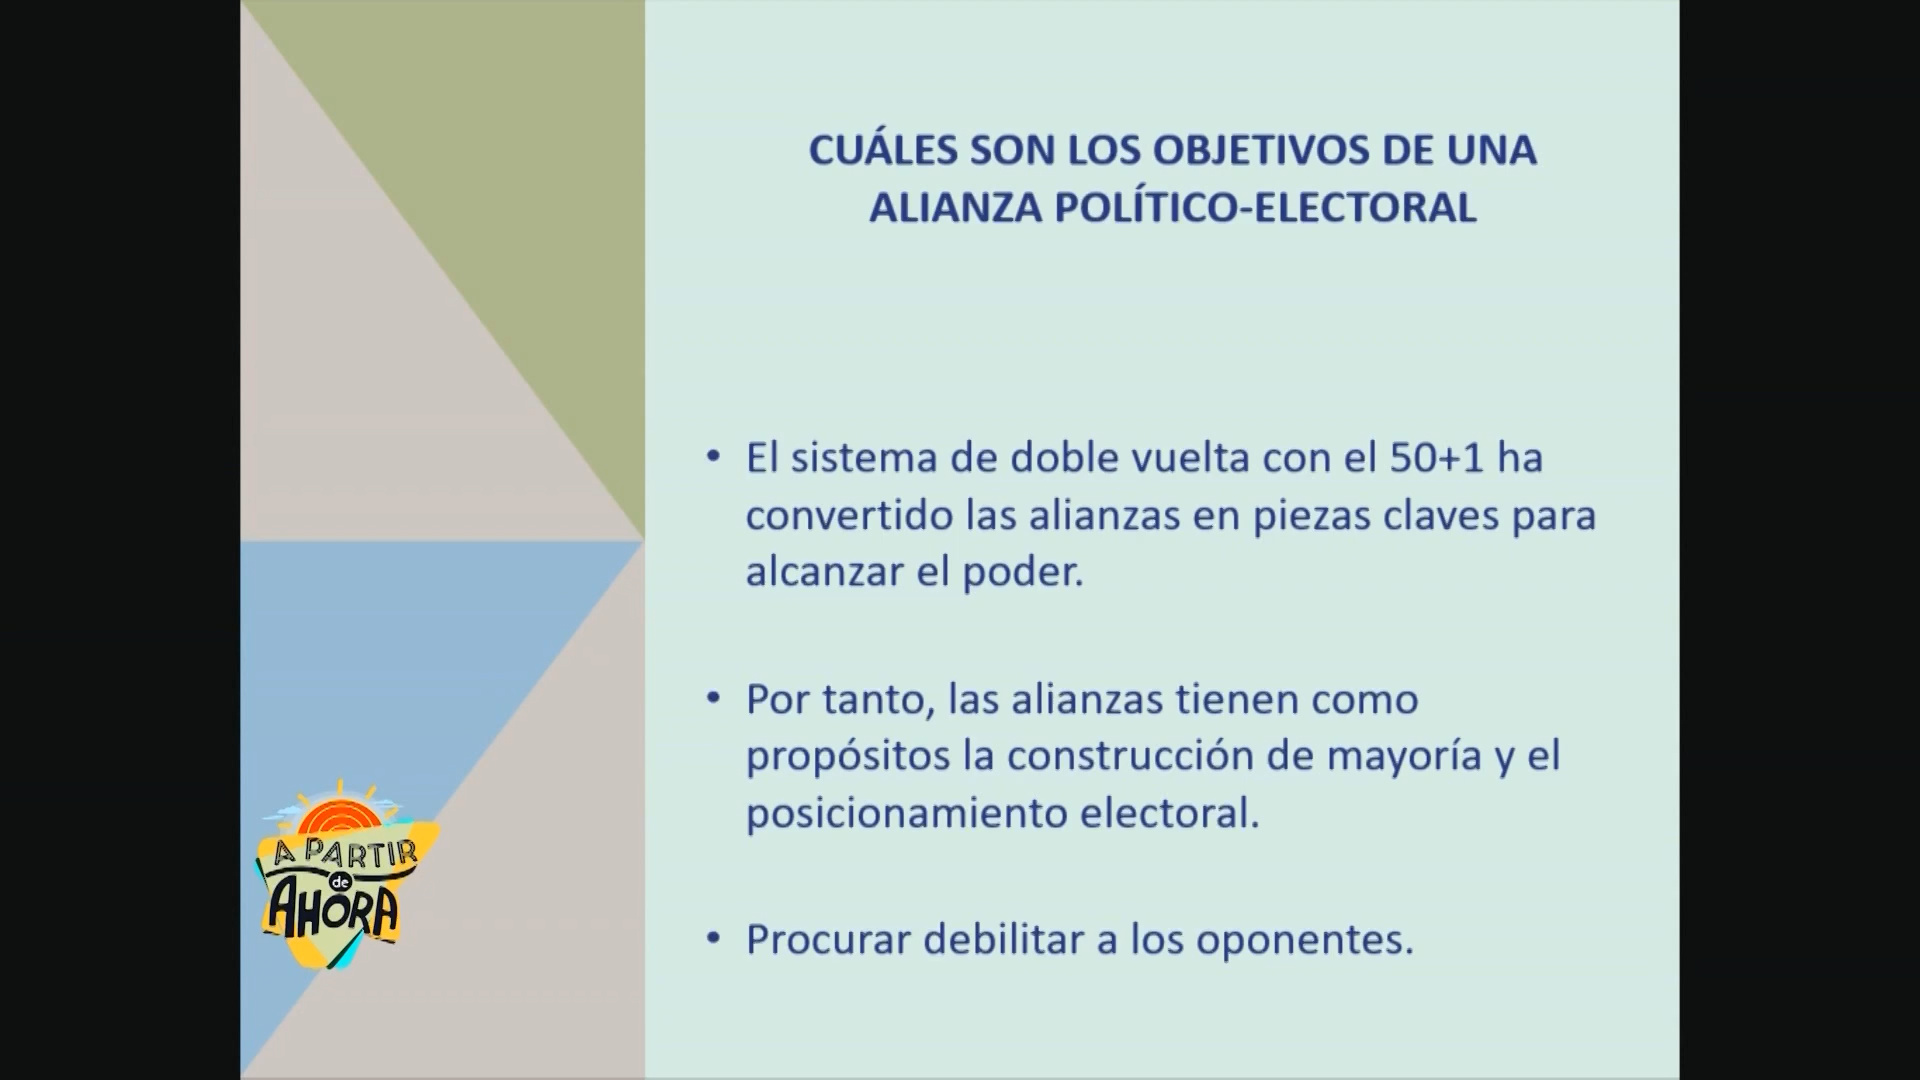 CUÁLES SON LOS OBJETIVOS DE UNA
ALIANZA POLÍTICO-ELECTORAL
• El sistema de doble vuelta con el 50+1 ha
convertido las alianzas en piezas claves para
alcanzar el poder.
• Por tanto, las alianzas tienen como
propósitos la construcción de mayoría y el
posicionamiento electoral.
• Procurar debilitar a los oponentes.
A PARTIR
de
AHORA